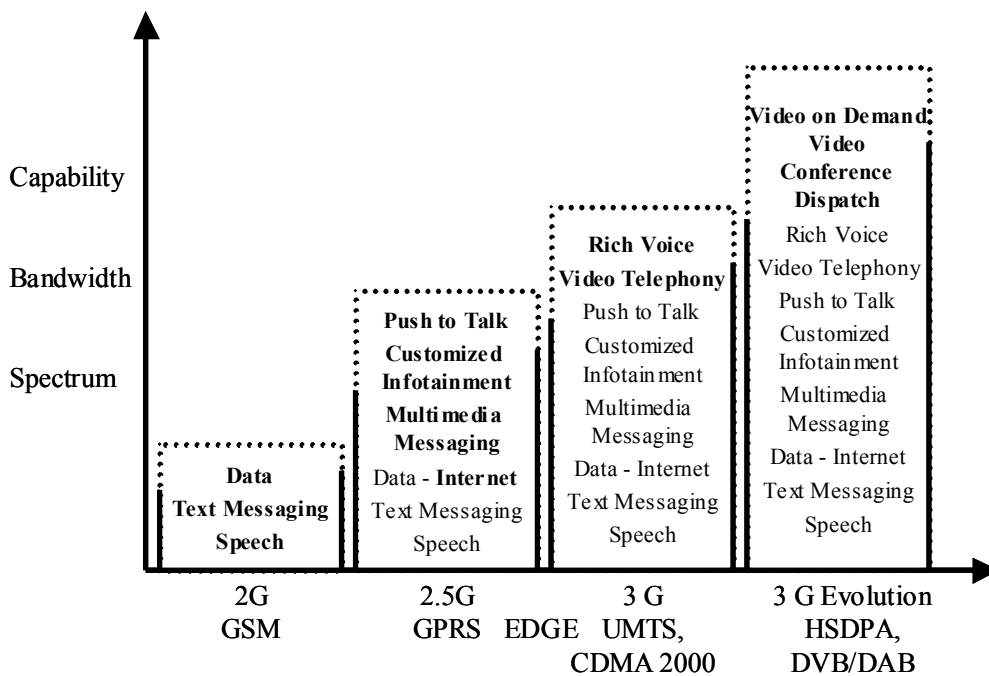 Capability
Bandwidth
Spectrum
Data
Text Messaging
Speech
Push to Talk
Customized
Infotainment
Multimedia
Messaging
Data - Internet
Text Messaging
Speech
Rich Voice
Video Telephony
Push to Talk
Customized
Infotainment
Multimedia
Messaging
Data - Internet
Text Messaging
Speech
Video on Demand
Video
Conference
Dispatch
Rich Voice
Video Telephony
Push to Talk
Customized
Infotainment
Multimedia
Messaging
Data - Internet
Text Messaging
Speech
2G
GSM
2.5G
GPRS EDGE
3 G
UMTS,
CDMA 2000
3 G Evolution
HSDPA,
DVB/DAB